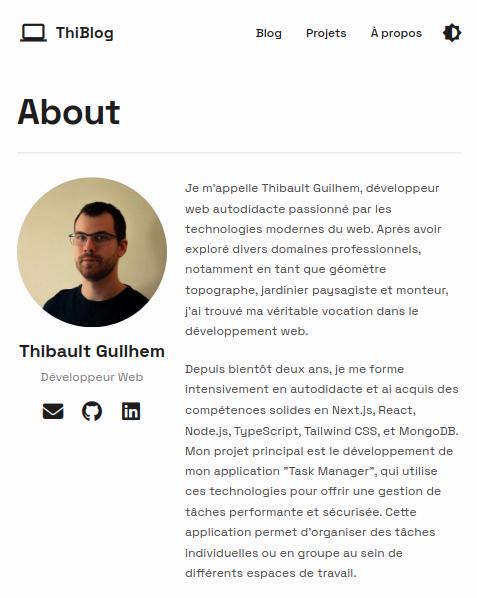 ThiBlog
Blog
Projets
À propos
About
Thibault Guilhem
Développeur Web
Je m'appelle Thibault Guilhem, développeur
web autodidacte passionné par les
technologies modernes du web. Après avoir
exploré divers domaines professionnels,
notamment en tant que géomètre
topographe, jardinier paysagiste et monteur,
j'ai trouvé ma véritable vocation dans le
développement web.
Depuis bientôt deux ans, je me forme
intensivement en autodidacte et ai acquis des
compétences solides en Next.js, React,
Node.js, TypeScript, Tailwind CSS, et MongoDB.
Mon projet principal est le développement de
mon application "Task Manager", qui utilise
ces technologies pour offrir une gestion de
tâches performante et sécurisée. Cette
application permet d'organiser des tâches
individuelles ou en groupe au sein de
différents espaces de travail.